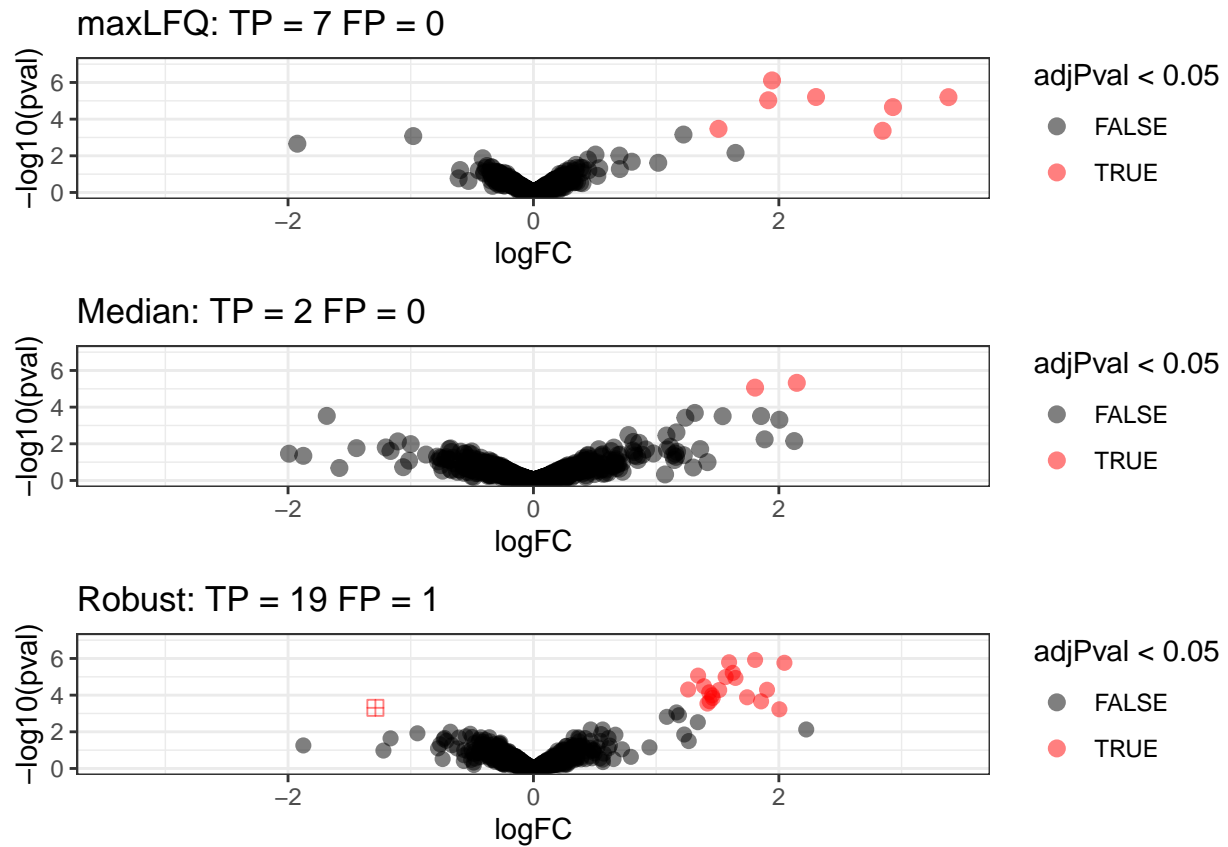 maxLFQ: TP = 7 FP = 0
−log10(pval)
6
4
2
0
−2
0
2
logFC
adjPval < 0.05
FALSE
TRUE
Median: TP = 2 FP = 0
−log10(pval)
6
4
2
0
−2
0
2
logFC
adjPval < 0.05
FALSE
TRUE
Robust: TP = 19 FP = 1
−log10(pval)
6
4
2
0
−2
0
2
logFC
adjPval < 0.05
FALSE
TRUE